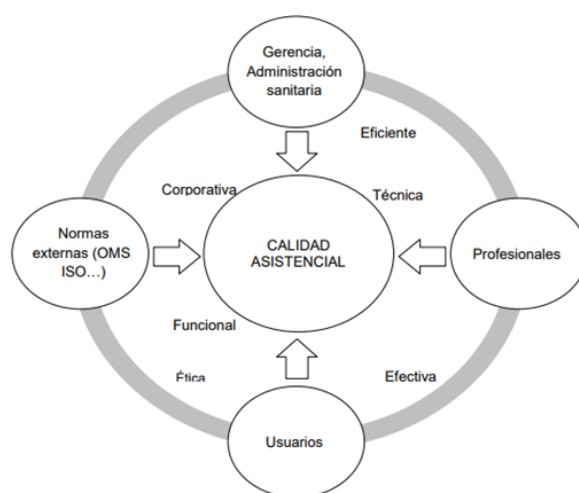 Gerencia,
Administración
sanitaria
Eficiente
Corporativa
Técnica
Normas
externas (OMS
ISO…)
CALIDAD
ASISTENCIAL
Profesionales
Funcional
Ética
Efectiva
Usuarios